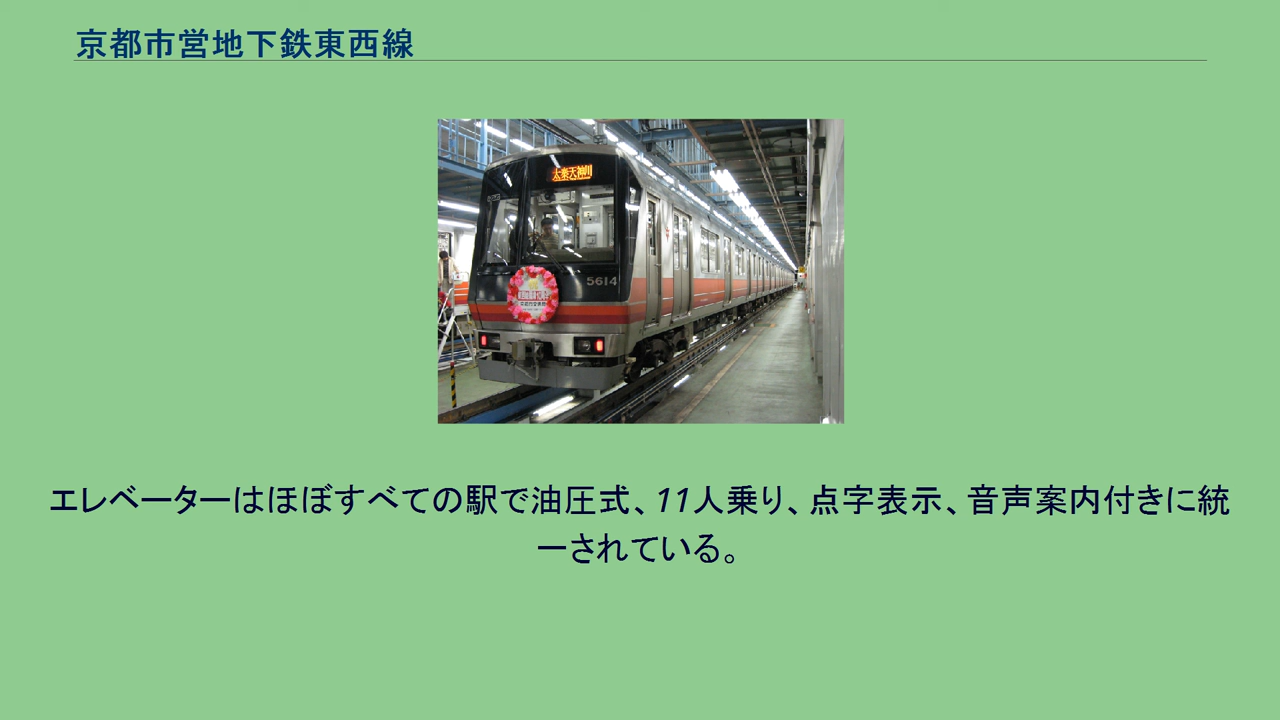 京都市営地下鉄東西線
太秦天神川
5614
エレベーターはほぼすべての駅で油圧式、11人乗り、点字表示、音声案内付きに統
一されている。